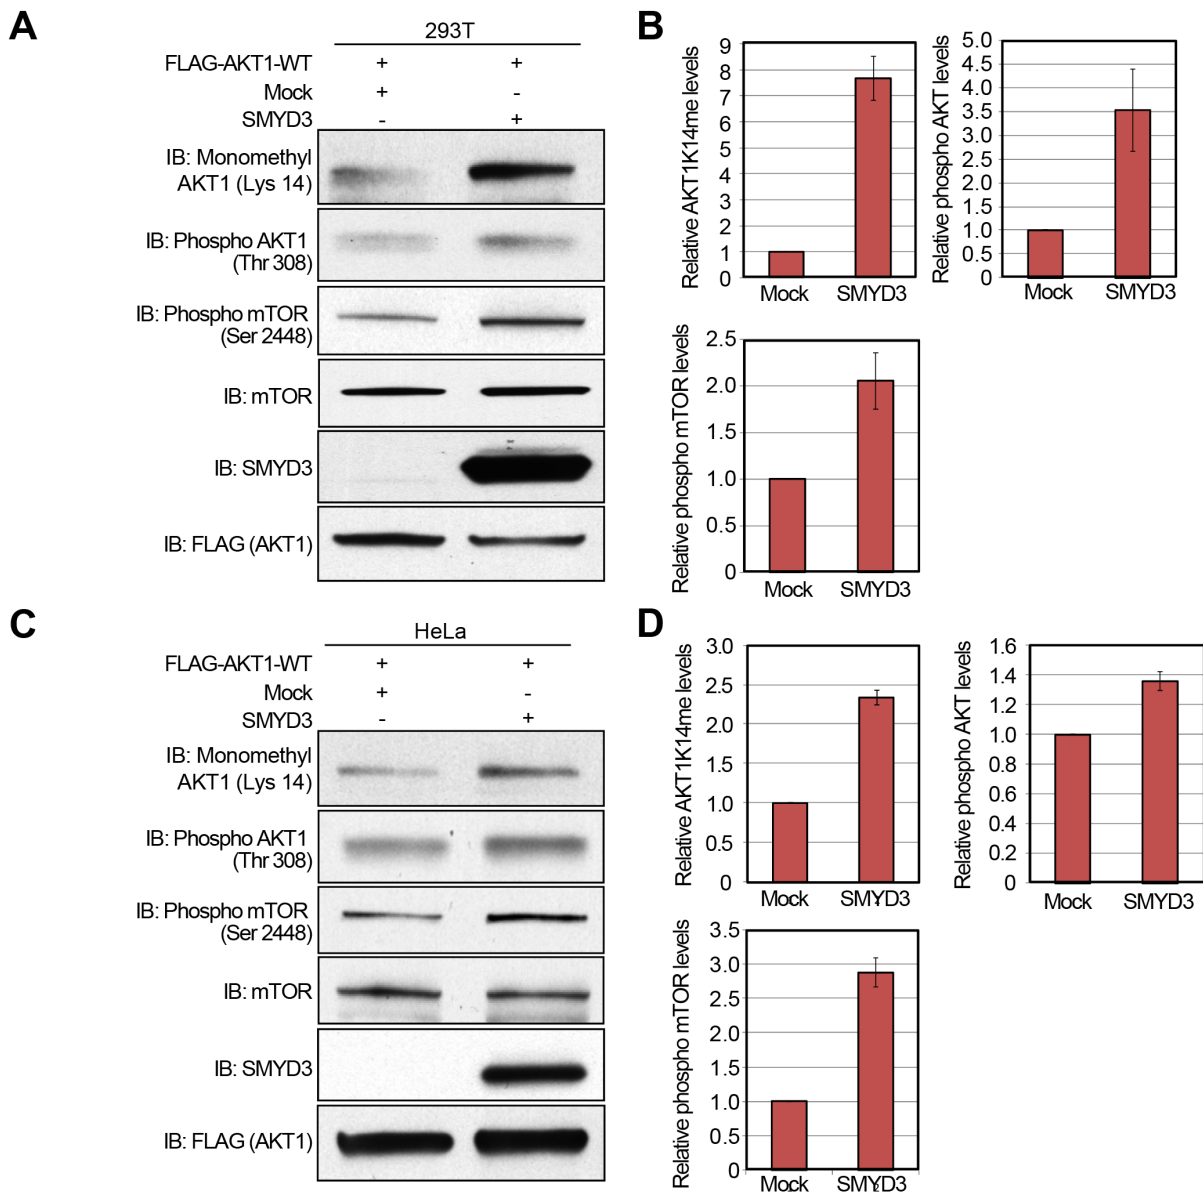 A
293T
FLAG-AKT1-WT + +
Mock + -
SMYD3 - +
IB: Monomethyl
AKT1 (Lys 14)
IB: Phospho AKT1
(Thr 308)
IB: Phospho mTOR
(Ser 2448)
IB: mTOR
IB: SMYD3
IB: FLAG (AKT1)
B
Relative AKT1K14me levels
9
8
7
6
5
4
3
2
1
0
Mock SMYD3
Relative phospho AKT levels
5.0
4.5
4.0
3.5
3.0
2.5
2.0
1.5
1.0
0.5
0
Mock SMYD3
Relative phospho mTOR levels
2.5
2.0
1.5
1.0
0.5
0
Mock SMYD3
C
HeLa
FLAG-AKT1-WT + +
Mock + -
SMYD3 - +
IB: Monomethyl
AKT1 (Lys 14)
IB: Phospho AKT1
(Thr 308)
IB: Phospho mTOR
(Ser 2448)
IB: mTOR
IB: SMYD3
IB: FLAG (AKT1)
D
Relative AKT1K14me levels
3.0
2.5
2.0
1.5
1.0
0.5
0
Mock SMYD3
Relative phospho AKT levels
1.6
1.4
1.2
1.0
0.8
0.6
0.4
0.2
0
Mock SMYD3
Relative phospho mTOR levels
3.5
3.0
2.5
2.0
1.5
1.0
0.5
0
Mock SMYD3